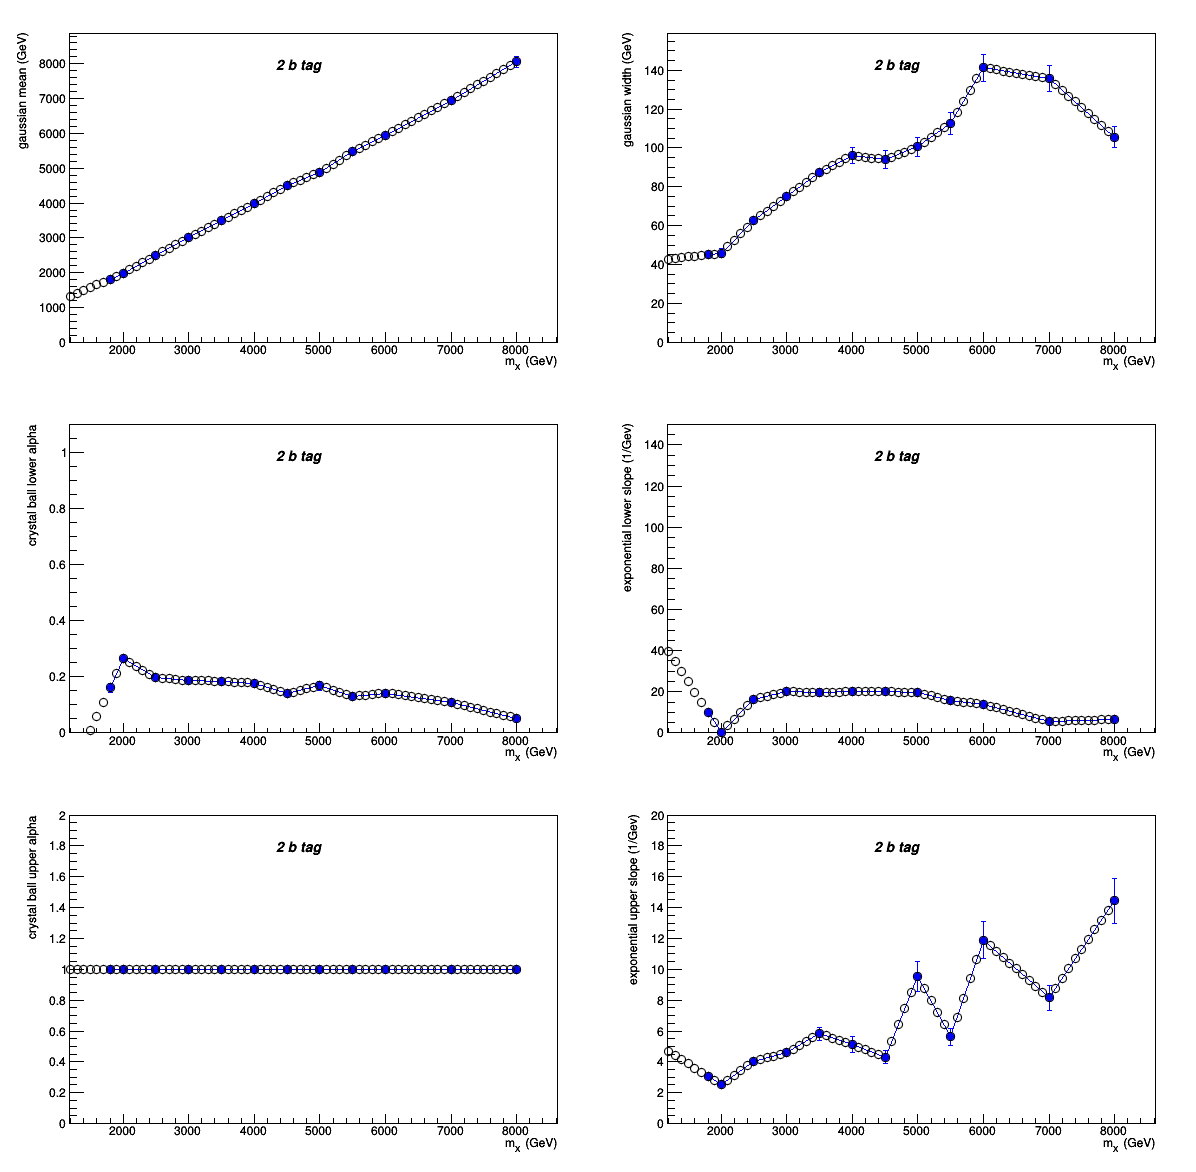 gaussian mean (GeV)
2 b tag
8000
7000
6000
5000
4000
3000
2000
1000
0
2000 3000 4000 5000 6000 7000 8000
mx (GeV)
gaussian width (GeV)
2 b tag
140
120
100
80
60
40
20
0
2000 3000 4000 5000 6000 7000 8000
mx (GeV)
crystal ball lower alpha
2 b tag
1
0.8
0.6
0.4
0.2
0
2000 3000 4000 5000 6000 7000 8000
mx (GeV)
exponential lower slope (1/Gev)
2 b tag
140
120
100
80
60
40
20
0
2000 3000 4000 5000 6000 7000 8000
mx (GeV)
crystal ball upper alpha
2 b tag
2
1.8
1.6
1.4
1.2
1
0.8
0.6
0.4
0.2
0
2000 3000 4000 5000 6000 7000 8000
mx (GeV)
exponential upper slope (1/Gev)
2 b tag
20
18
16
14
12
10
8
6
4
2
0
2000 3000 4000 5000 6000 7000 8000
mx (GeV)